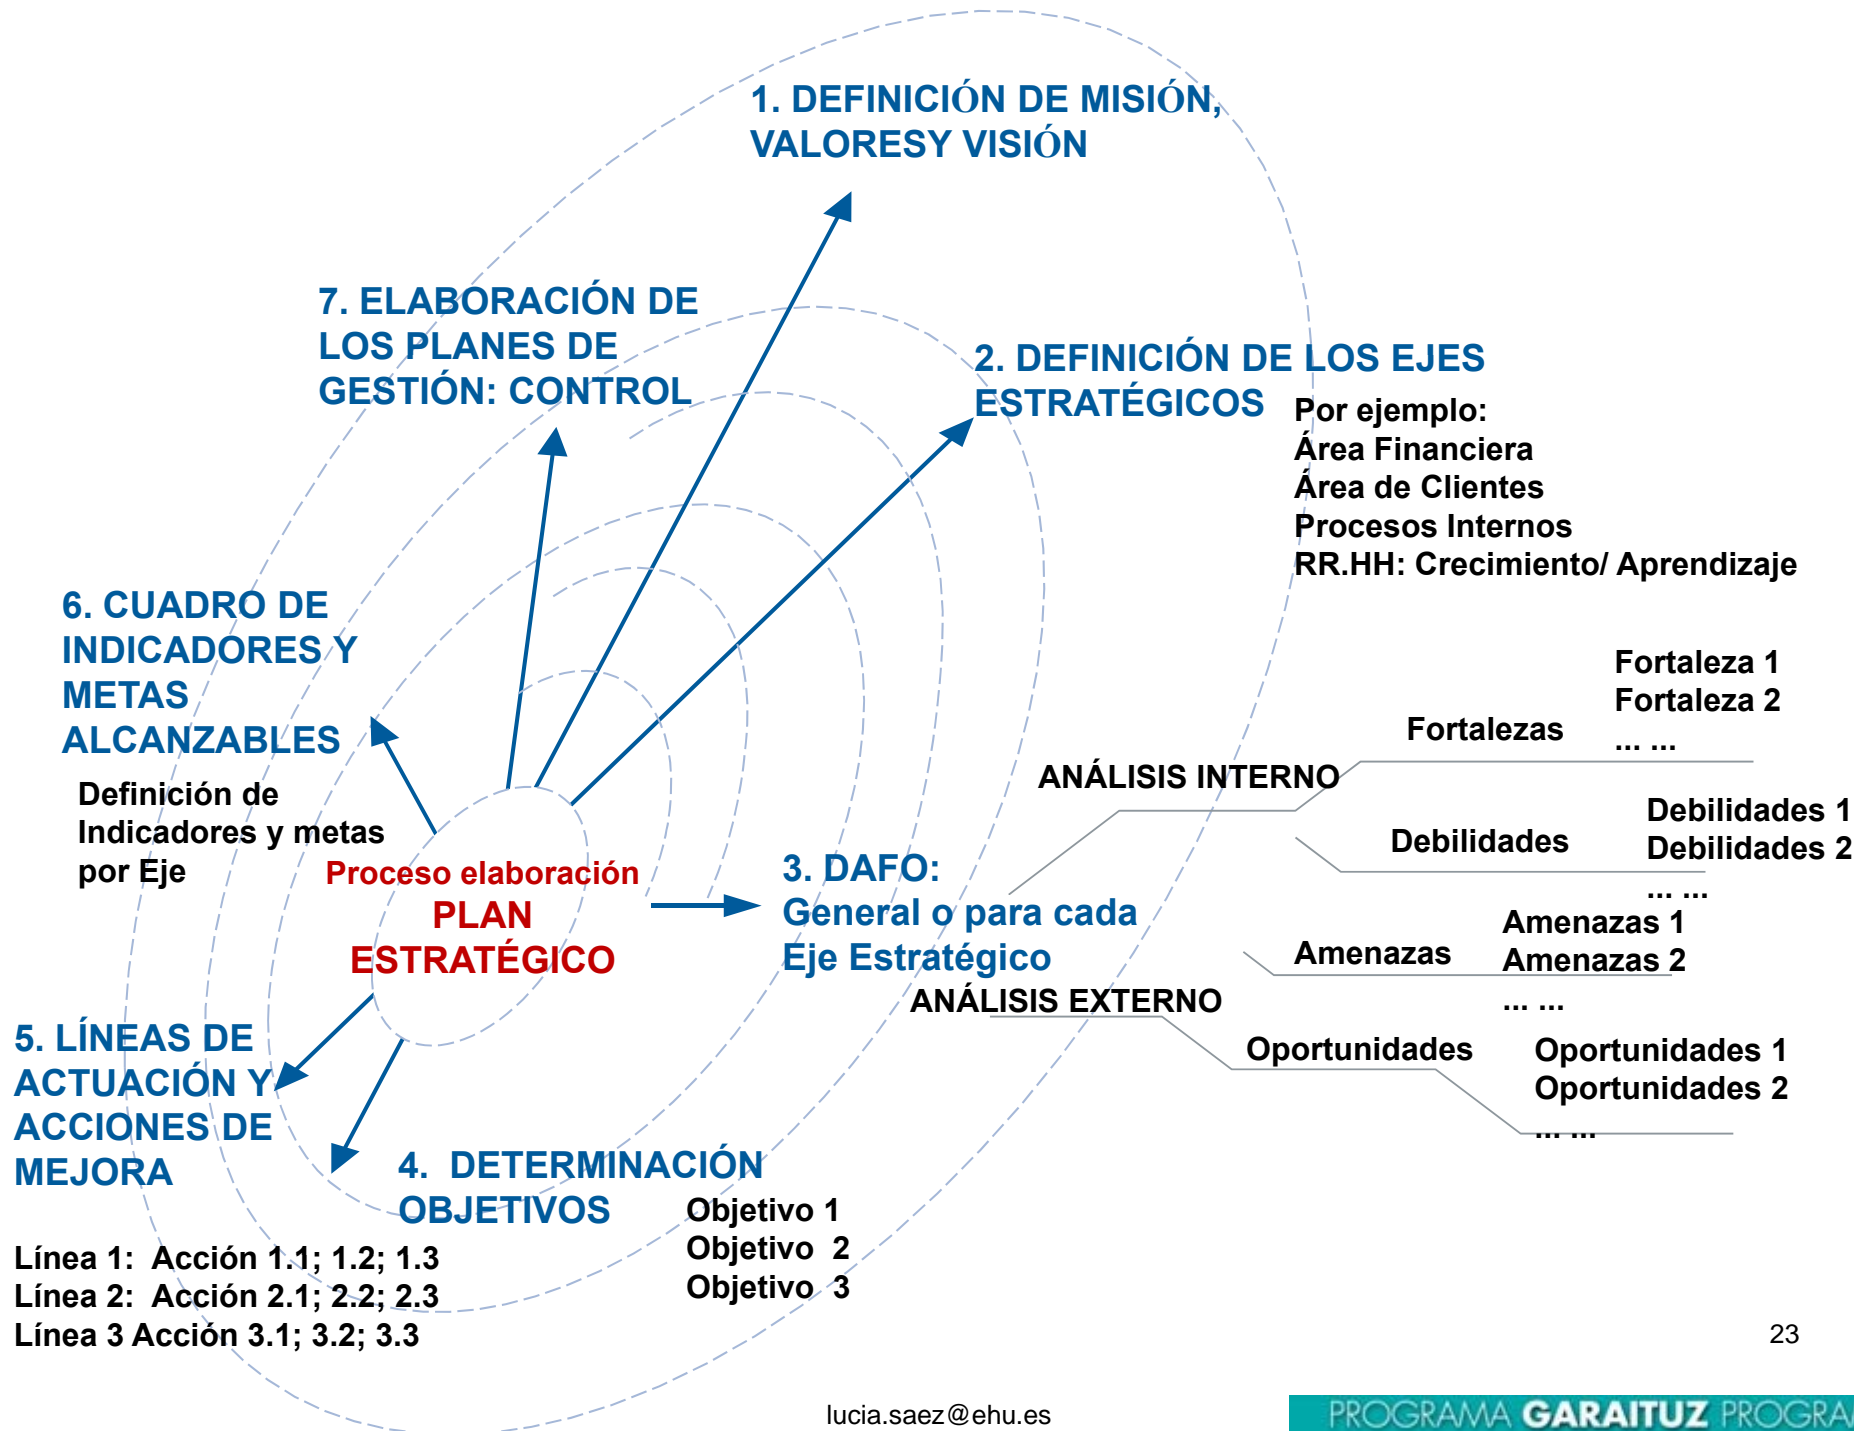 1. DEFINICIÓN DE MISIÓN,
VALORESY VISIÓN
7. ELABORACIÓN DE
LOS PLANES DE
GESTIÓN: CONTROL
2. DEFINICIÓN DE LOS EJES
ESTRATÉGICOS
Por ejemplo:
Área Financiera
Área de Clientes
Procesos Internos
RR.HH: Crecimiento/ Aprendizaje
6. CUADRO DE
INDICADORES Y
METAS
ALCANZABLES
Definición de
Indicadores y metas
por Eje
Proceso elaboración
PLAN
ESTRATÉGICO
3. DAFO:
General o para cada
Eje Estratégico
ANÁLISIS INTERNO
Fortalezas
Fortaleza 1
Fortaleza 2
... ...
Debilidades
Debilidades 1
Debilidades 2
... ...
ANÁLISIS EXTERNO
Amenazas
Amenazas 1
Amenazas 2
... ...
Oportunidades
Oportunidades 1
Oportunidades 2
... ...
5. LÍNEAS DE
ACTUACIÓN Y
ACCIONES DE
MEJORA
Línea 1:  Acción 1.1; 1.2; 1.3
Línea 2:  Acción 2.1; 2.2; 2.3
Línea 3 Acción 3.1; 3.2; 3.3
4.  DETERMINACIÓN
OBJETIVOS
Objetivo 1
Objetivo  2
Objetivo  3
23
lucia.saez@ehu.es
PROGRAMA GARAITUZ PROGRA